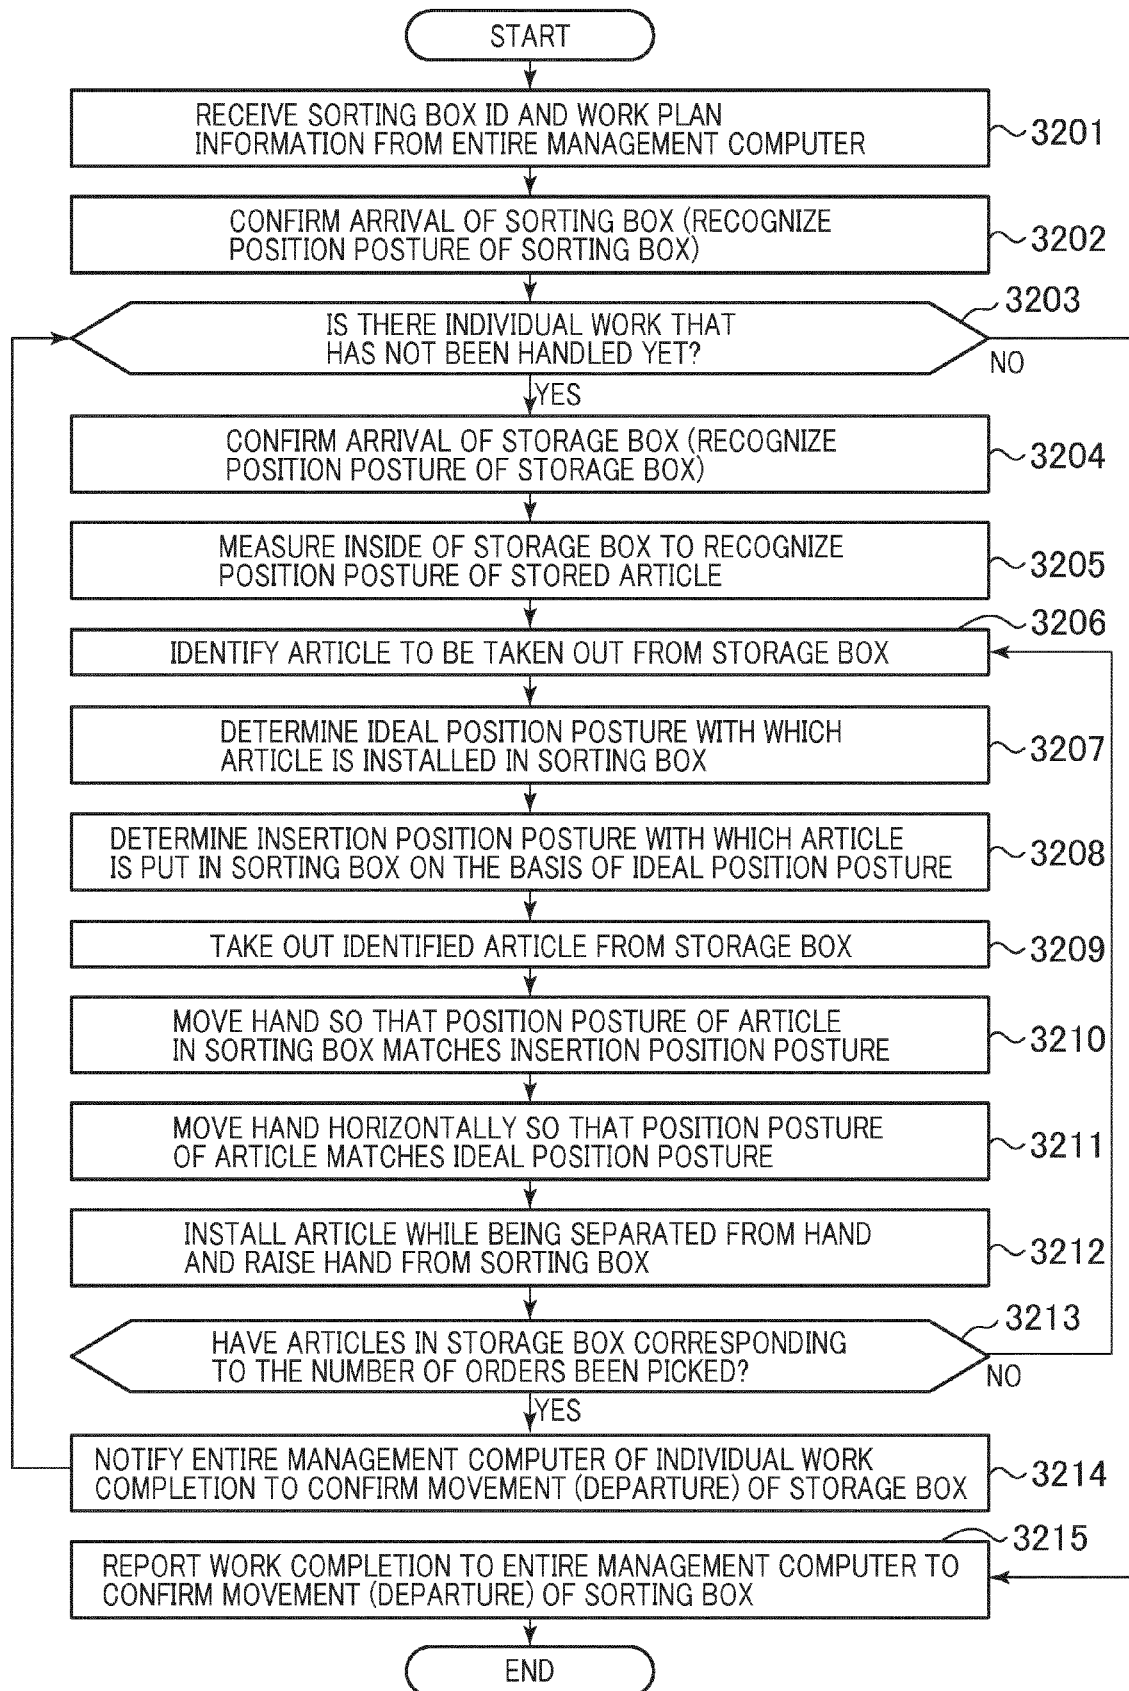 START
RECEIVE SORTING BOX ID AND WORK PLAN
INFORMATION FROM ENTIRE MANAGEMENT COMPUTER
3201
CONFIRM ARRIVAL OF SORTING BOX (RECOGNIZE
POSITION POSTURE OF SORTING BOX)
3202
3203
IS THERE INDIVIDUAL WORK THAT
HAS NOT BEEN HANDLED YET?
NO
YES
CONFIRM ARRIVAL OF STORAGE BOX (RECOGNIZE
POSITION POSTURE OF STORAGE BOX)
3204
MEASURE INSIDE OF STORAGE BOX TO RECOGNIZE
POSITION POSTURE OF STORED ARTICLE
3205
3206
IDENTIFY ARTICLE TO BE TAKEN OUT FROM STORAGE BOX
DETERMINE IDEAL POSITION POSTURE WITH WHICH
ARTICLE IS INSTALLED IN SORTING BOX
3207
DETERMINE INSERTION POSITION POSTURE WITH WHICH ARTICLE
IS PUT IN SORTING BOX ON THE BASIS OF IDEAL POSITION POSTURE
3208
TAKE OUT IDENTIFIED ARTICLE FROM STORAGE BOX
3209
MOVE HAND SO THAT POSITION POSTURE OF ARTICLE
IN SORTING BOX MATCHES INSERTION POSITION POSTURE
3210
MOVE HAND HORIZONTALLY SO THAT POSITION POSTURE
OF ARTICLE MATCHES IDEAL POSITION POSTURE
3211
INSTALL ARTICLE WHILE BEING SEPARATED FROM HAND
AND RAISE HAND FROM SORTING BOX
3212
3213
HAVE ARTICLES IN STORAGE BOX CORRESPONDING
TO THE NUMBER OF ORDERS BEEN PICKED?
NO
YES
NOTIFY ENTIRE MANAGEMENT COMPUTER OF INDIVIDUAL WORK
COMPLETION TO CONFIRM MOVEMENT (DEPARTURE) OF STORAGE BOX
3214
3215
REPORT WORK COMPLETION TO ENTIRE MANAGEMENT COMPUTER TO
CONFIRM MOVEMENT (DEPARTURE) OF SORTING BOX
END